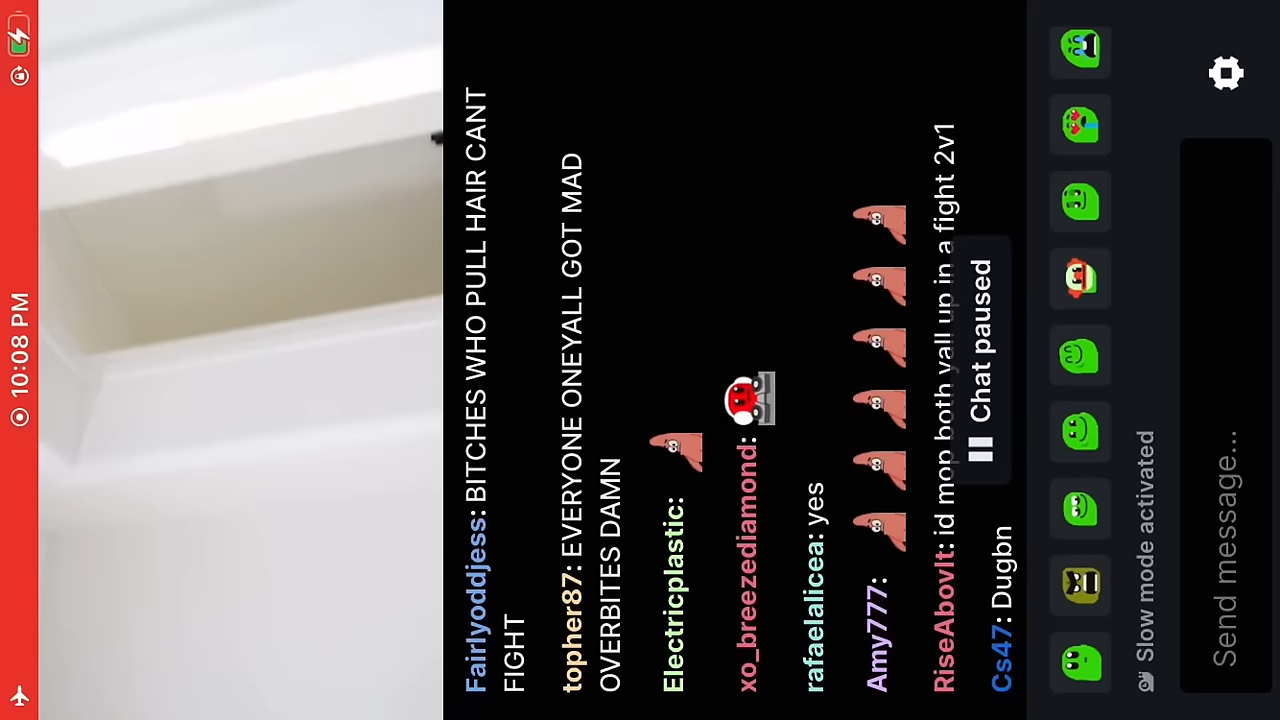 10:08 PM
Fairlyoddjess: BITCHES WHO PULL HAIR CANT
FIGHT
topher87: EVERYONE ONEYALL GOT MAD
OVERBITES DAMN
Electricplastic:
xo_breezediamond:
rafaelalicea: yes
Amy777:
RiseAbovIt: id mop both yall up in a fight 2v1
Chat paused
Cs47: Dugbn
Slow mode activated
Send message...